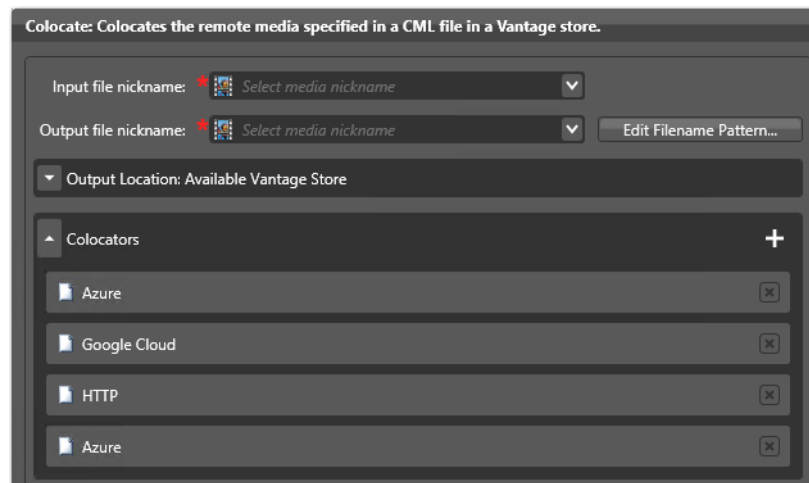 Colocate: Colocates the remote media specified in a CML file in a Vantage store.
Input file nickname: * Select media nickname
Output file nickname: * Select media nickname Edit Filename Pattern...
Output Location: Available Vantage Store
Colocators
Azure
Google Cloud
HTTP
Azure